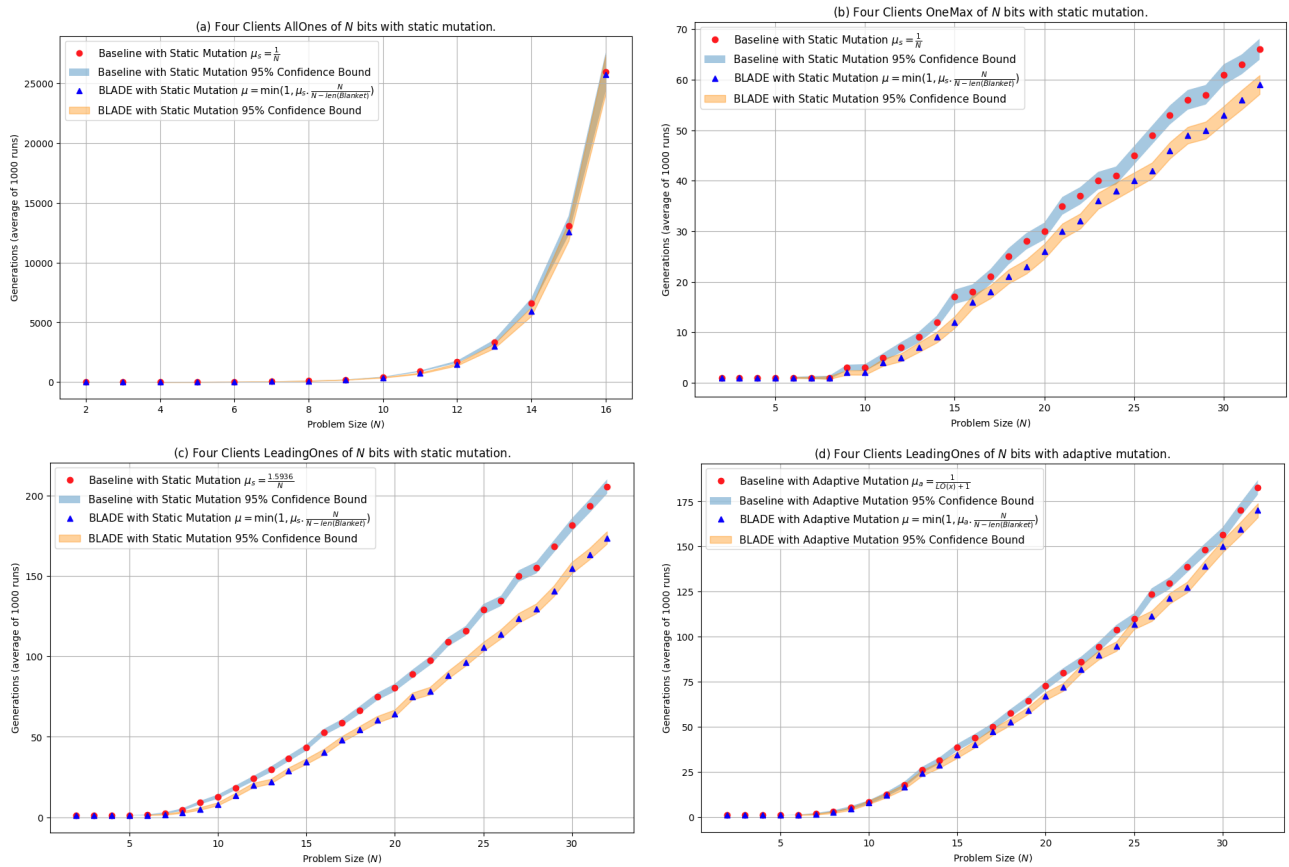 (a) Four Clients AllOnes of N bits with static mutation.
Baseline with Static Mutation μ_s = 1/N
Baseline with Static Mutation 95% Confidence Bound
BLADE with Static Mutation μ = min(1, μ_s. N/(N−len(Blanket)))
BLADE with Static Mutation 95% Confidence Bound
Generations (average of 1000 runs)
25000
20000
15000
10000
5000
0
2 4 6 8 10 12 14 16
Problem Size (N)
(b) Four Clients OneMax of N bits with static mutation.
Baseline with Static Mutation μ_s = 1/N
Baseline with Static Mutation 95% Confidence Bound
BLADE with Static Mutation μ = min(1, μ_s. N/(N−len(Blanket)))
BLADE with Static Mutation 95% Confidence Bound
Generations (average of 1000 runs)
70
60
50
40
30
20
10
0
5 10 15 20 25 30
Problem Size (N)
(c) Four Clients LeadingOnes of N bits with static mutation.
Baseline with Static Mutation μ_s = 1.5936/N
Baseline with Static Mutation 95% Confidence Bound
BLADE with Static Mutation μ = min(1, μ_s. N/(N−len(Blanket)))
BLADE with Static Mutation 95% Confidence Bound
Generations (average of 1000 runs)
200
150
100
50
0
5 10 15 20 25 30
Problem Size (N)
(d) Four Clients LeadingOnes of N bits with adaptive mutation.
Baseline with Adaptive Mutation μ_a = 1/(LO(x)+1)
Baseline with Adaptive Mutation 95% Confidence Bound
BLADE with Adaptive Mutation μ = min(1, μ_a. N/(N−len(Blanket)))
BLADE with Adaptive Mutation 95% Confidence Bound
Generations (average of 1000 runs)
175
150
125
100
75
50
25
0
5 10 15 20 25 30
Problem Size (N)